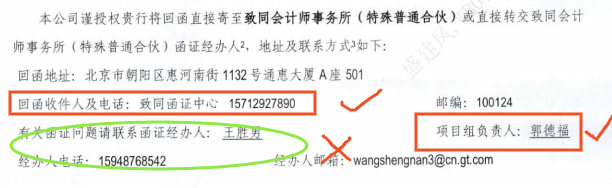 本公司谨授权贵行将回函直接寄至致同会计师事务所（特殊普通合伙）或直接转交致同会计
师事务所（特殊普通合伙）函证经办人²，地址及联系方式³如下：
回函地址：北京市朝阳区惠河南街 1132 号通惠大厦 A 座 501
回函收件人及电话：致同函证中心 15712927890 邮编：100124
有关函证问题请联系函证经办人：王胜男 项目组负责人：郭德福
经办人电话：15948768542 经办人邮箱：wangshengnan3@cn.gt.com